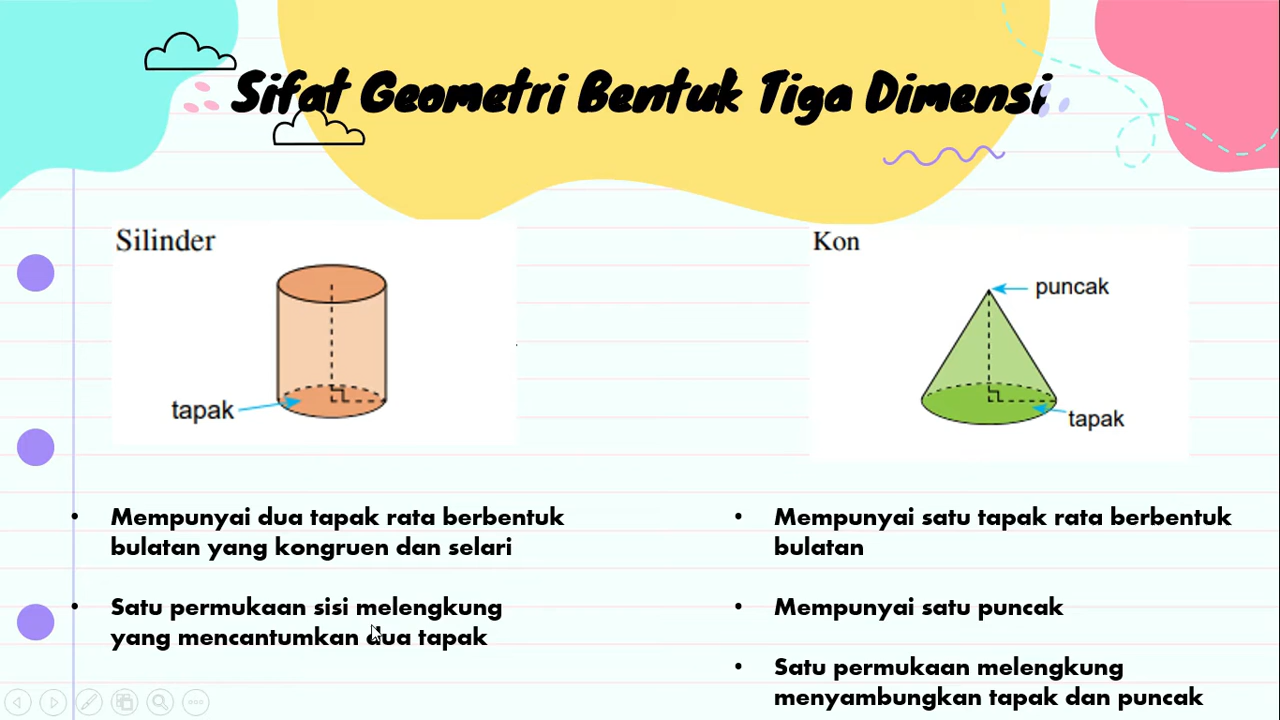 Sifat Geometri Bentuk Tiga Dimensi
Silinder
tapak
Mempunyai dua tapak rata berbentuk
bulatan yang kongruen dan selari
Satu permukaan sisi melengkung
yang mencantumkan dua tapak
Kon
puncak
tapak
Mempunyai satu tapak rata berbentuk
bulatan
Mempunyai satu puncak
Satu permukaan melengkung
menyambungkan tapak dan puncak